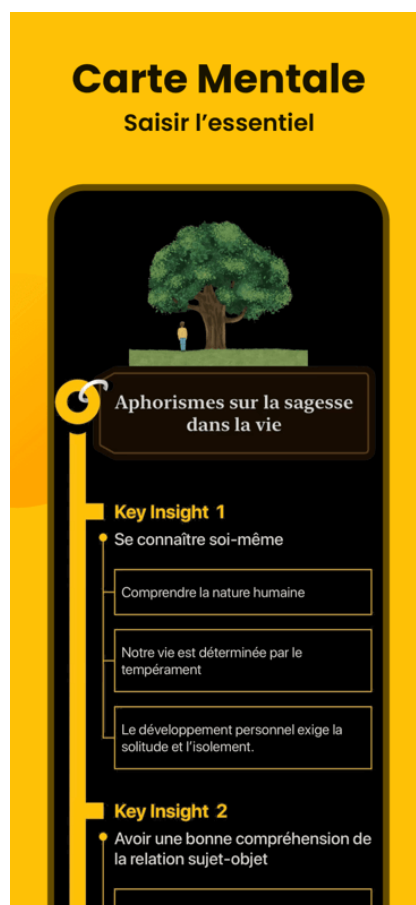 Carte Mentale
Saisir l’essentiel
Aphorismes sur la sagesse
dans la vie
Key Insight 1
Se connaître soi-même
Comprendre la nature humaine
Notre vie est déterminée par le
tempérament
Le développement personnel exige la
solitude et l’isolement.
Key Insight 2
Avoir une bonne compréhension de
la relation sujet-objet